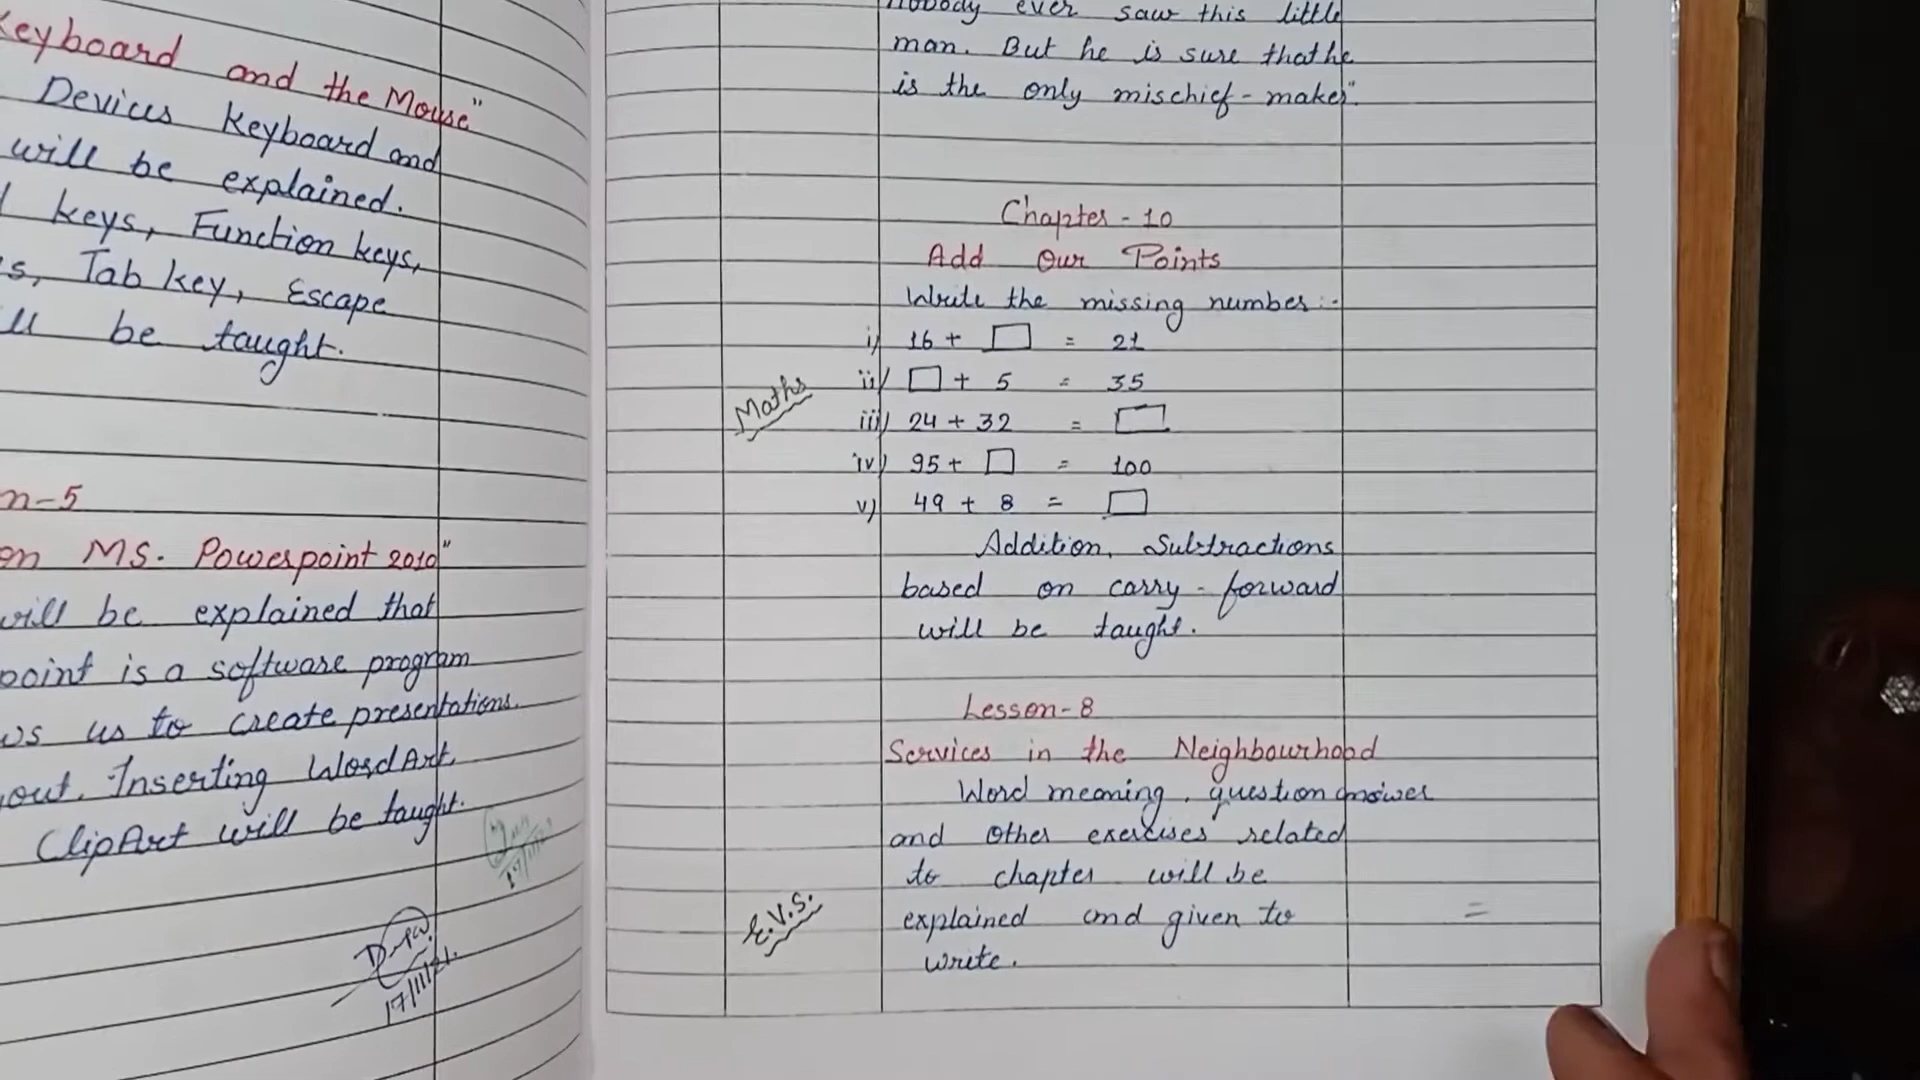 Keyboard and the Mouse"
Devices Keyboard and
will be explained.
keys, Function keys,
Tab key, Escape
be taught.
n-5
on MS. Powerpoint 2010"
will be explained that
point is a software program
ws us to create presentations.
out. Inserting WordArt,
ClipArt will be taught.
17/11/21.
nobody ever saw this little
man. But he is sure that he
is the only mischief-maker".
Chapter - 10
Add Our Points
Write the missing number :-
i) 16 + □ = 21
ii) □ + 5 = 35
Maths
iii) 24 + 32 = □
iv) 95 + □ = 100
v) 49 + 8 = □
Addition, Subtractions
based on carry - forward
will be taught.
Lesson - 8
Services in the Neighbourhood
Word meaning, question answer
and other exercises related
to chapter will be
E.V.S.
explained and given to
write.